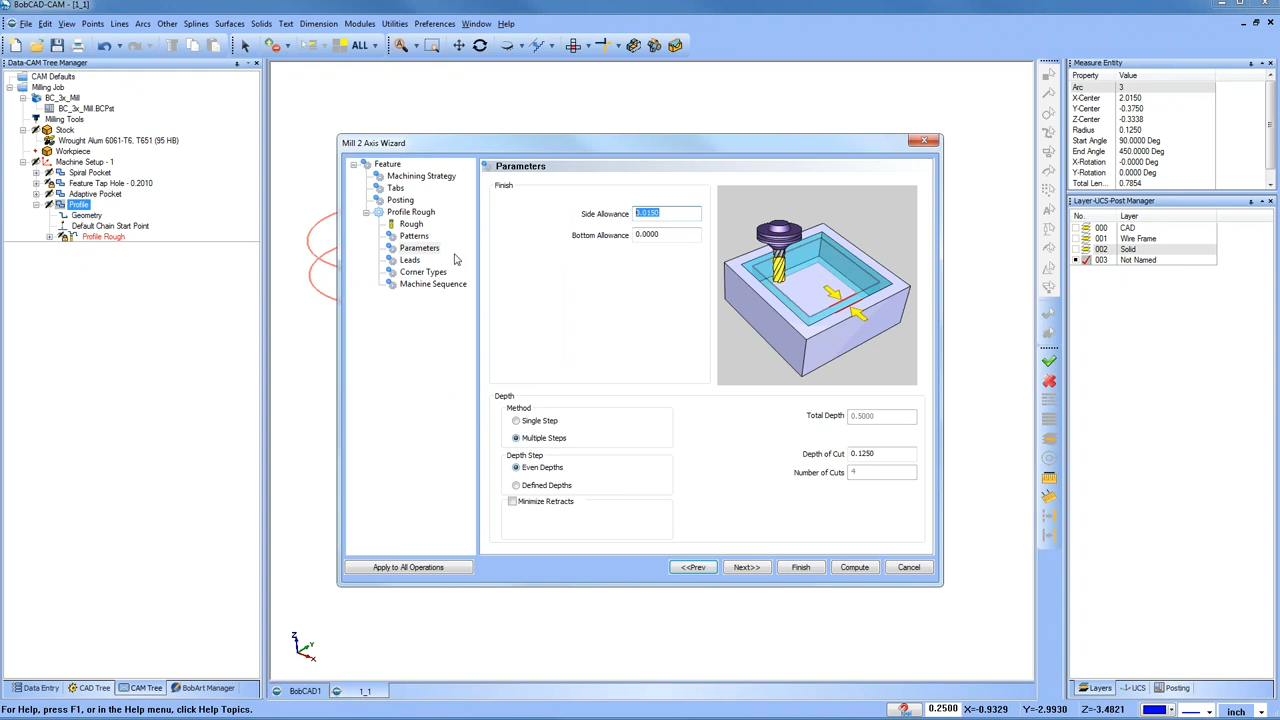 BobCAD-CAM - [1_1]
File Edit View Points Lines Arcs Other Splines Surfaces Solids Text Dimension Modules Utilities Preferences Window Help
ALL
Data-CAM Tree Manager
CAM Defaults
Milling Job
BC_3x_Mill
BC_3x_Mill.BCPst
Milling Tools
Stock
Wrought Alum 6061-T6, T651 (95 HB)
Workpiece
Machine Setup - 1
Spiral Pocket
Feature Tap Hole - 0.2010
Adaptive Pocket
Profile
Geometry
Default Chain Start Point
Profile Rough
Mill 2 Axis Wizard
Feature
Machining Strategy
Tabs
Posting
Profile Rough
Rough
Patterns
Parameters
Leads
Corner Types
Machine Sequence
Parameters
Finish
Side Allowance 0.0150
Bottom Allowance 0.0000
Depth
Method
Single Step
Multiple Steps
Depth Step
Even Depths
Defined Depths
Minimize Retracts
Total Depth 0.5000
Depth of Cut 0.1250
Number of Cuts 4
Apply to All Operations <<Prev Next>> Finish Compute Cancel
Measure Entity
Property Value
Arc 3
X-Center 2.0150
Y-Center -0.3750
Z-Center -0.3338
Radius 0.1250
Start Angle 90.0000 Deg
End Angle 450.0000 Deg
X-Rotation -0.0000 Deg
Y-Rotation 0.0000 Deg
Total Len... 0.7854
Layer-UCS-Post Manager
No. Layer
000 CAD
001 Wire Frame
002 Solid
003 Not Named
Z
Y
X
Data Entry CAD Tree CAM Tree BobArt Manager
BobCAD1 1_1
Layers UCS Posting
For Help, press F1, or in the Help menu, click Help Topics.
0.2500 X=-0.9329 Y=-2.9930 Z=-3.4821 inch